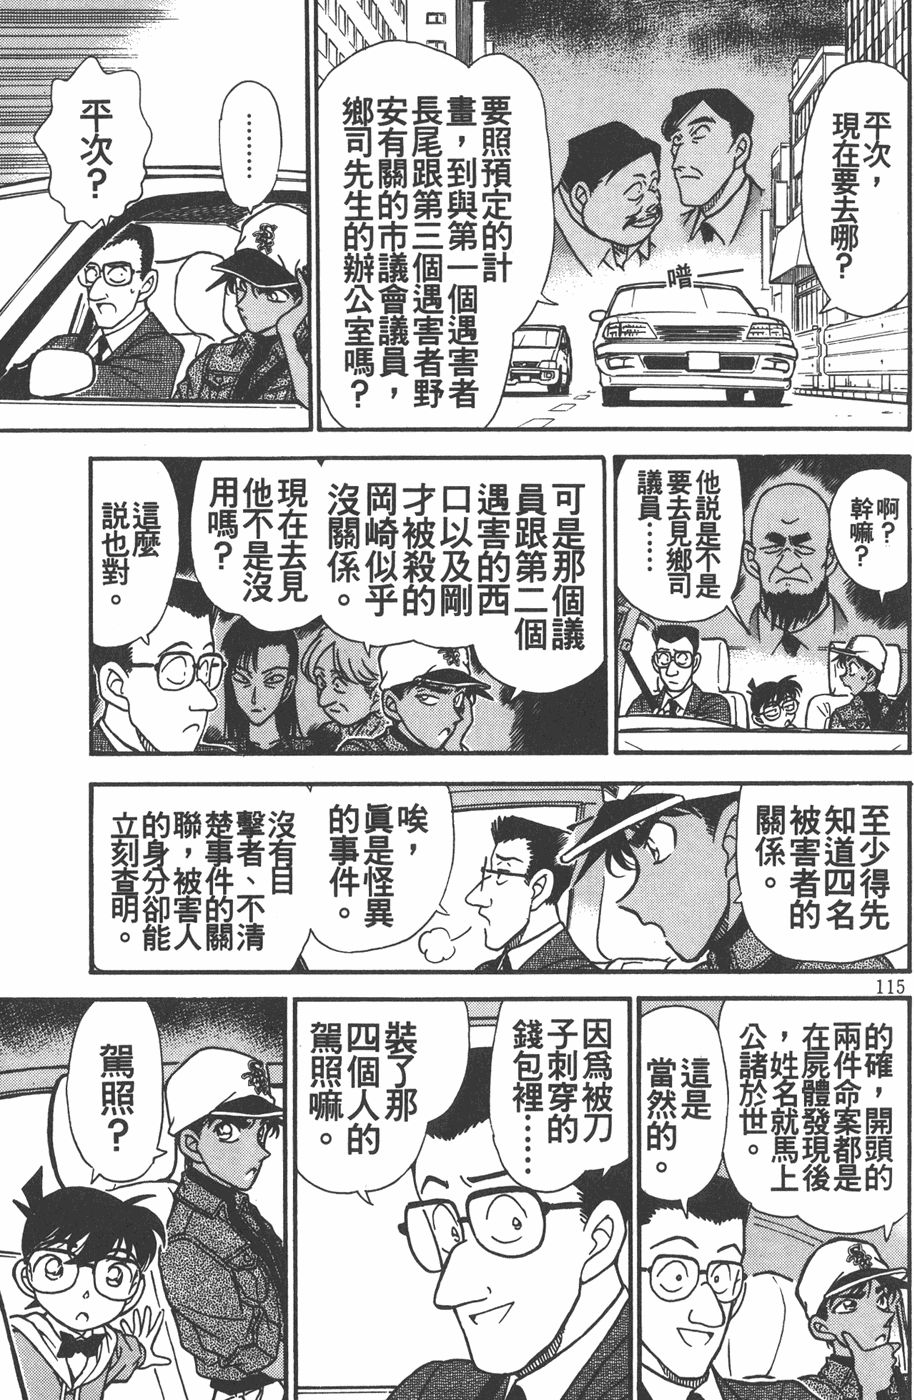 平次，
現在要去哪？
噌
要照預定的計
畫，到與第一個遇害者
長尾跟第三個遇害者野
安有關的市議會議員，
鄉司先生的辦公室嗎？
………
平次？
啊？
幹嘛？
他說是不是
要去見鄉司
議員……
可是那個議
員跟第二個
遇害的西
口以及剛
才被殺的
岡崎似乎
沒關係。
現在去見
他不是沒
用嗎？
這麼
說也對。
至少得先
知道四名
被害者的
關係。
唉，
真是怪異
的事件。
沒有目
擊者、不清
楚事件的關
聯，被害人
的身分卻能
立刻查明。
115
的確，開頭的
兩件命案都是
在屍體發現後
，姓名就馬上
公諸於世。
這是
當然的。
因為被刀
子刺穿的
錢包裡……
裝了那
四個人的
駕照嘛。
駕照？